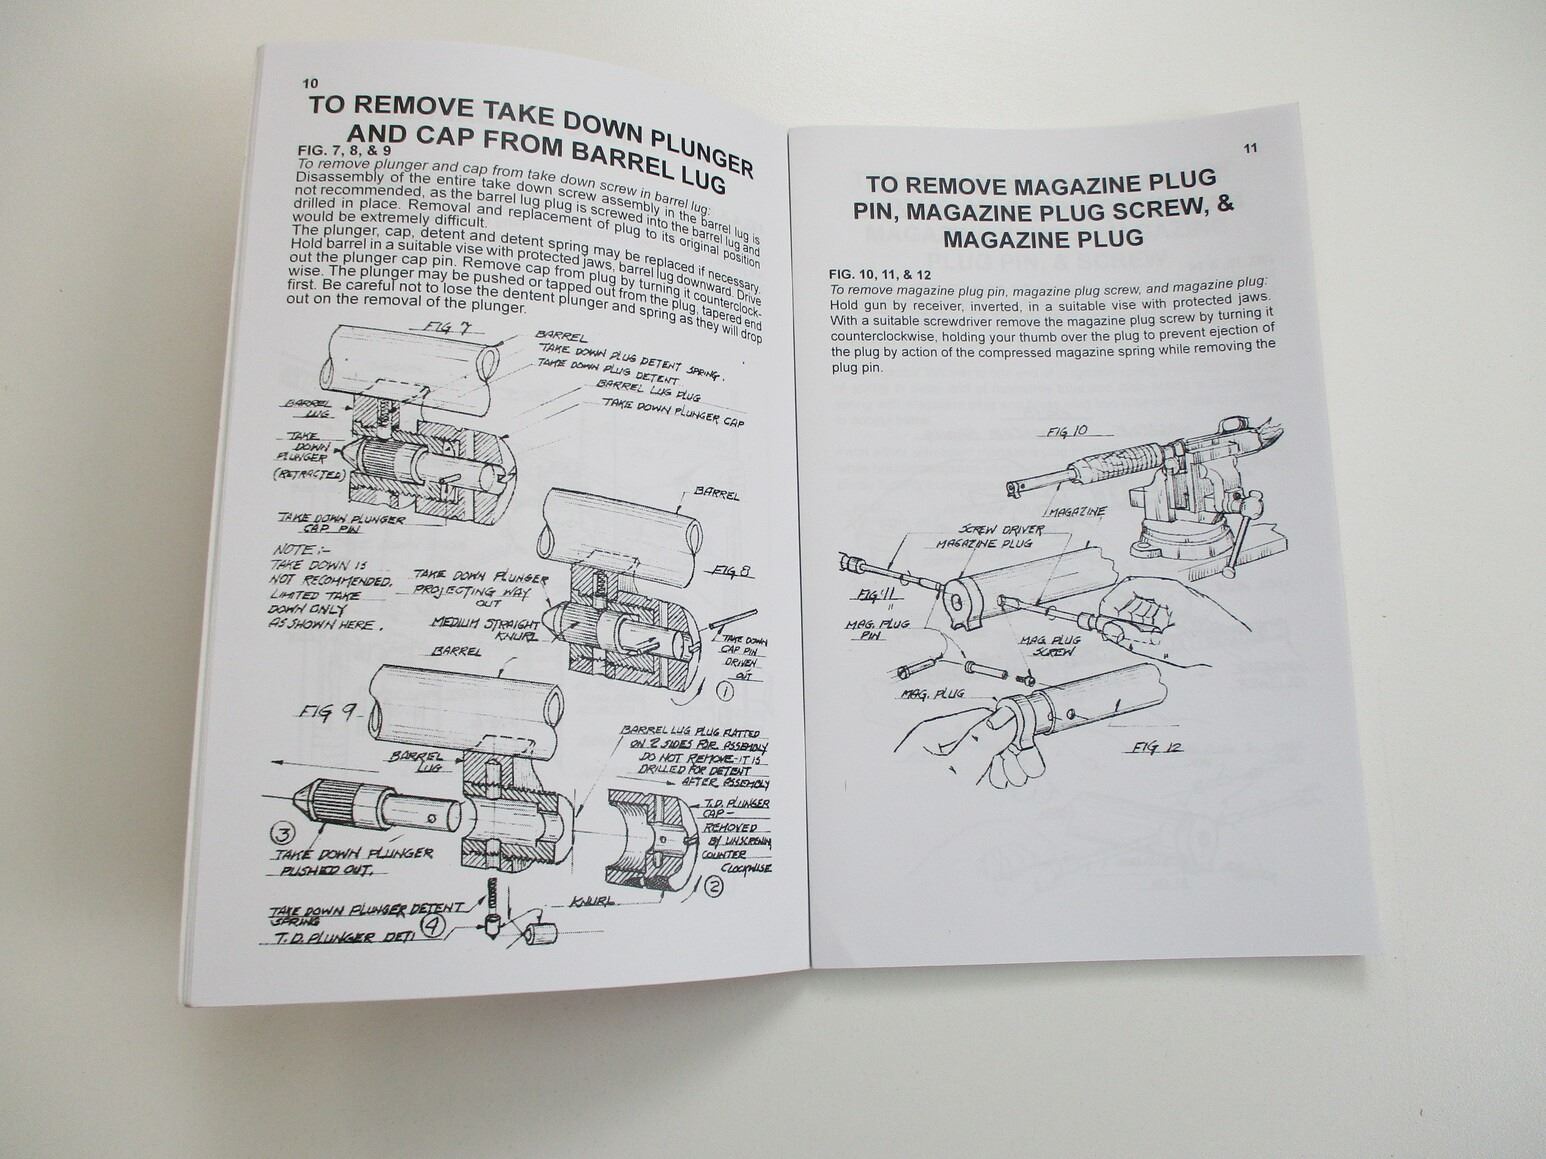 10
TO REMOVE TAKE DOWN PLUNGER
AND CAP FROM BARREL LUG
FIG. 7, 8, & 9
To remove plunger and cap from take down screw in barrel lug:
Disassembly of the entire take down screw assembly in the barrel lug is
not recommended, as the barrel lug plug is screwed into the barrel lug and
drilled in place. Removal and replacement of plug to its original position
would be extremely difficult.
The plunger, cap, detent and detent spring may be replaced if necessary.
Hold barrel in a suitable vise with protected jaws, barrel lug downward. Drive
out the plunger cap pin. Remove cap from plug by turning it counterclock-
wise. The plunger may be pushed or tapped out from the plug, tapered end
first. Be careful not to lose the dentent plunger and spring as they will drop
out on the removal of the plunger.
FIG 7
BARREL
TAKE DOWN PLUG DETENT SPRING.
TAKE DOWN PLUG DETENT
BARREL LUG PLUG
TAKE DOWN PLUNGER CAP
BARREL
LUG
TAKE
DOWN
PLUNGER
(RETRACTED)
TAKE DOWN PLUNGER
CAP PIN
BARREL
FIG 8
NOTE:-
TAKE DOWN IS
NOT RECOMMENDED.
LIMITED TAKE
DOWN ONLY
AS SHOWN HERE.
TAKE DOWN PLUNGER
PROJECTING WAY
OUT
MEDIUM STRAIGHT
KNURL
TAKE DOWN
CAP PIN
DRIVEN
OUT
1
BARREL
FIG 9
BARREL
LUG
BARREL LUG PLUG FLATTED
ON 2 SIDES FOR ASSEMBLY
DO NOT REMOVE-IT IS
DRILLED FOR DETENT
AFTER ASSEMBLY
T.D. PLUNGER
CAP-
REMOVED
BY UNSCREWING
COUNTER
CLOCKWISE
2
3
TAKE DOWN PLUNGER
PUSHED OUT.
KNURL
TAKE DOWN PLUNGER DETENT
SPRING
4
T.D. PLUNGER DETI
11
TO REMOVE MAGAZINE PLUG
PIN, MAGAZINE PLUG SCREW, &
MAGAZINE PLUG
FIG. 10, 11, & 12
To remove magazine plug pin, magazine plug screw, and magazine plug:
Hold gun by receiver, inverted, in a suitable vise with protected jaws.
With a suitable screwdriver remove the magazine plug screw by turning it
counterclockwise, holding your thumb over the plug to prevent ejection of
the plug by action of the compressed magazine spring while removing the
plug pin.
FIG 10
MAGAZINE
SCREW DRIVER
MAGAZINE PLUG
FIG 11
MAG. PLUG
PIN
MAG. PLUG
SCREW
MAG. PLUG
FIG 12